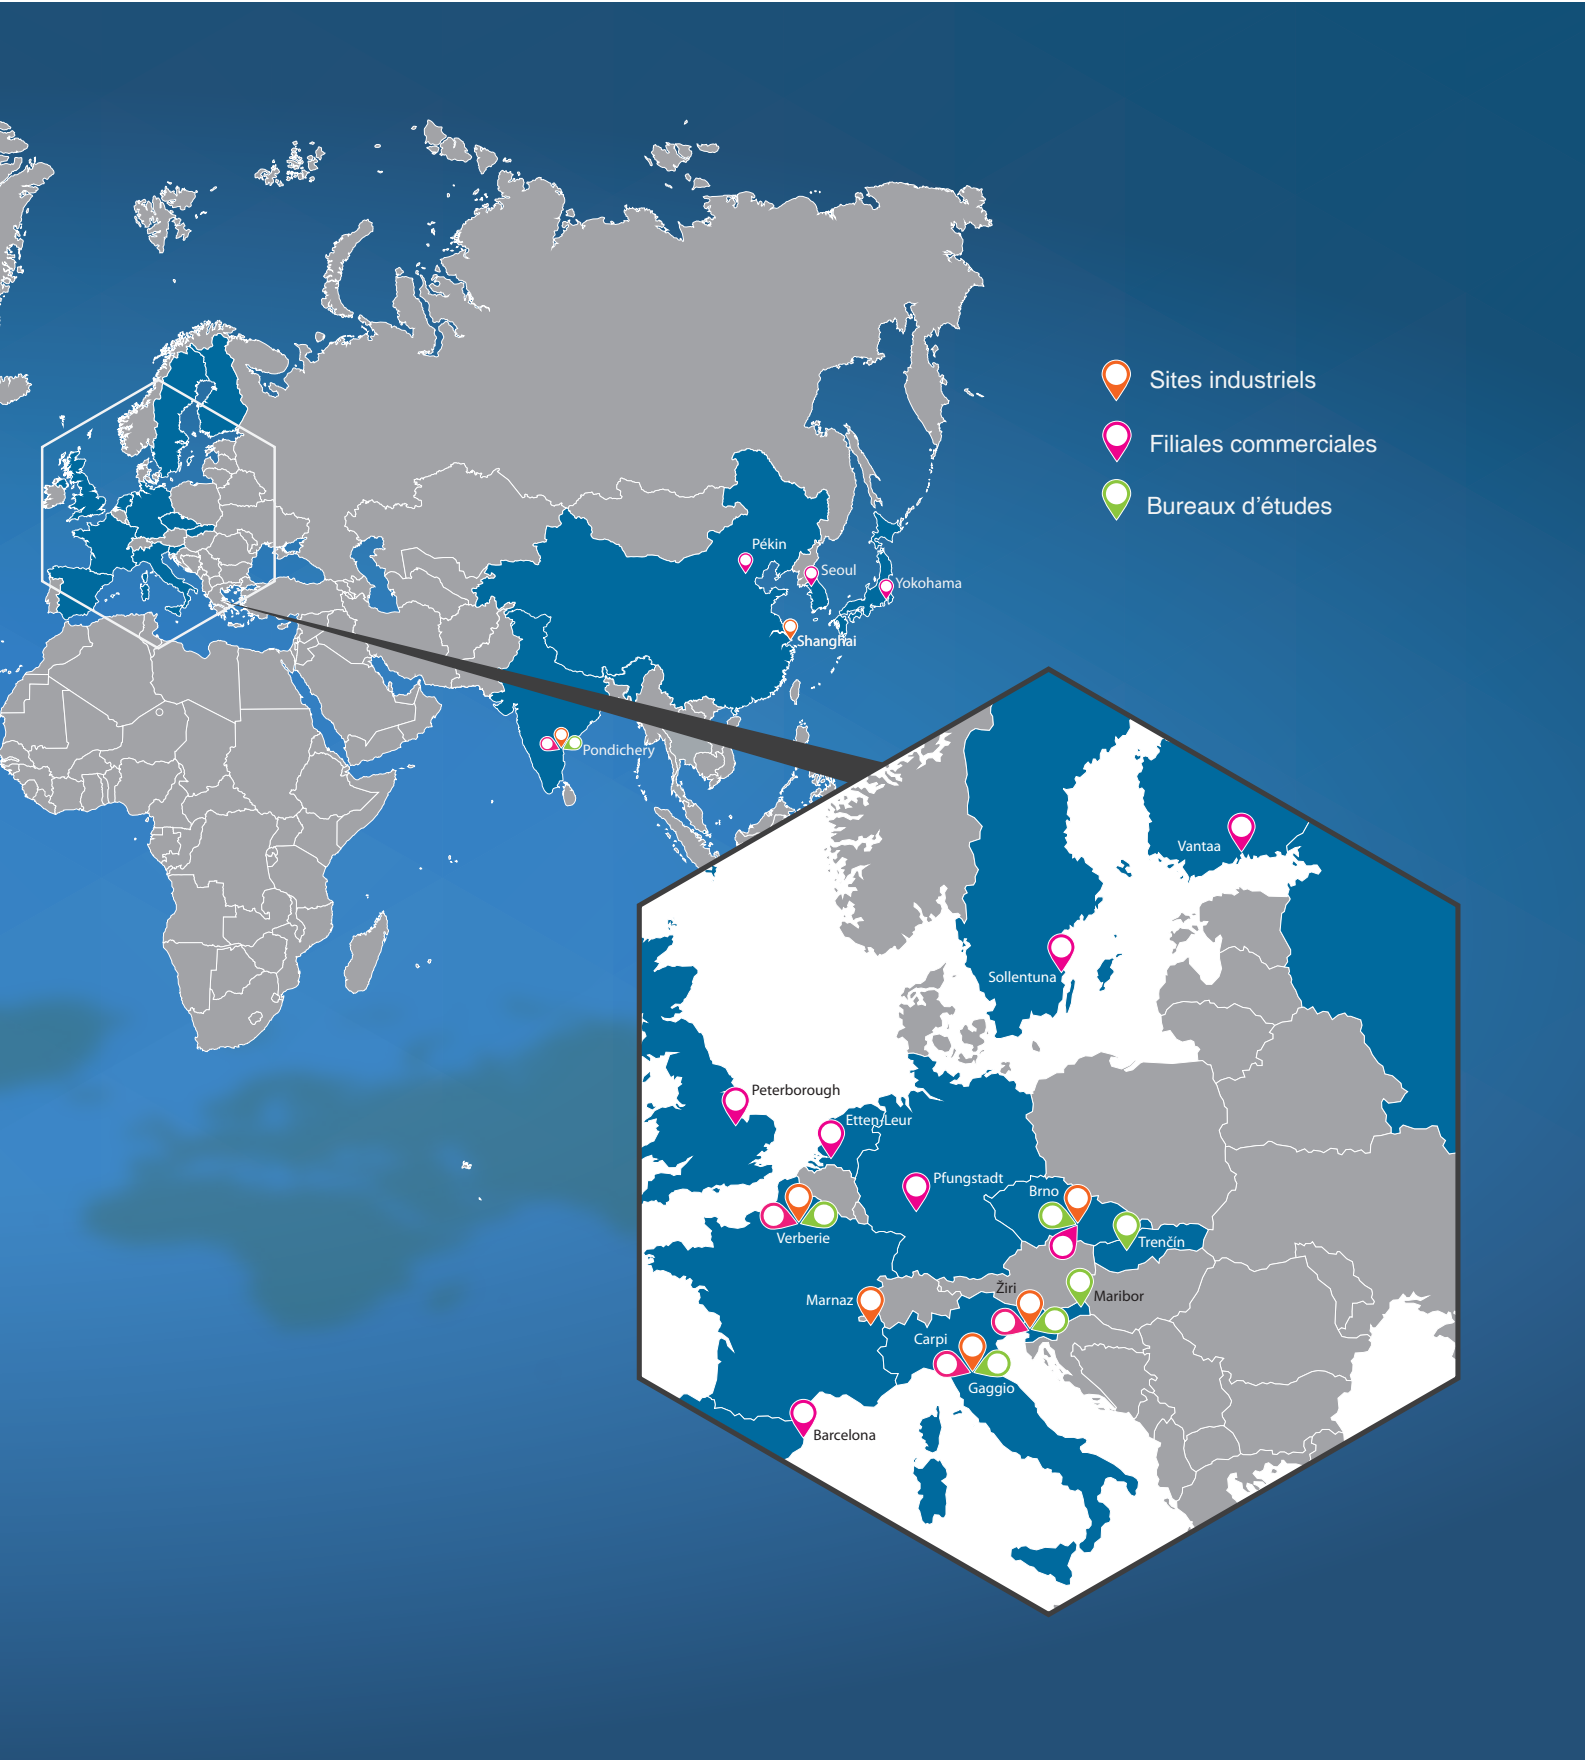 Sites industriels
Filiales commerciales
Bureaux d'études
Pékin
Seoul
Yokohama
Shanghai
Pondichery
Vantaa
Sollentuna
Peterborough
Etten-Leur
Pfungstadt
Brno
Verberie
Trenčín
Žiri
Maribor
Marnaz
Carpi
Gaggio
Barcelona